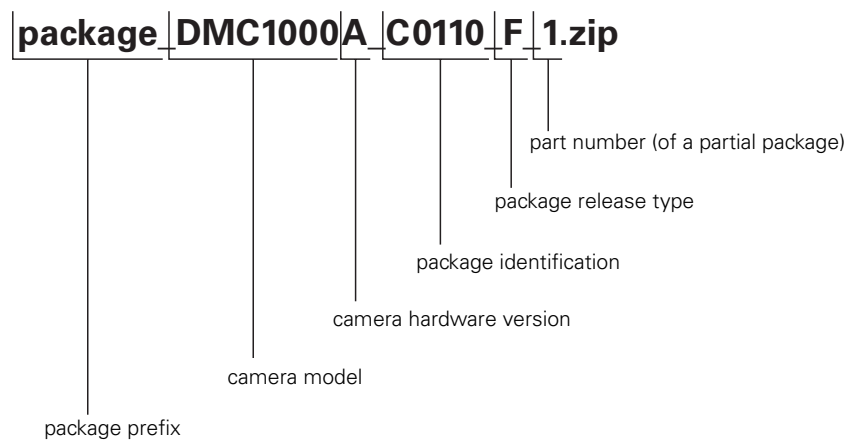 package_DMC1000A_C0110_F_1.zip
part number (of a partial package)
package release type
package identification
camera hardware version
camera model
package prefix